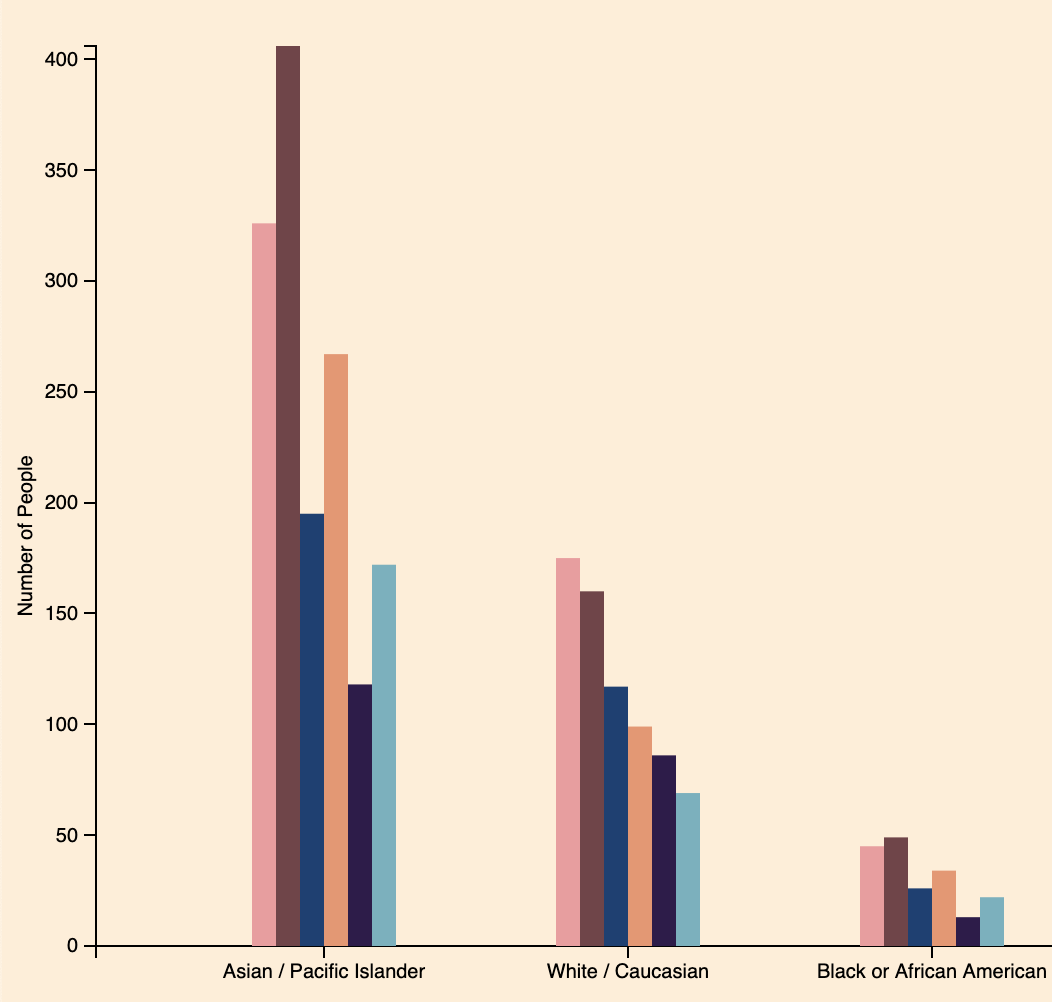 400
350
300
250
200
150
100
50
0
Number of People
Asian / Pacific Islander
White / Caucasian
Black or African American